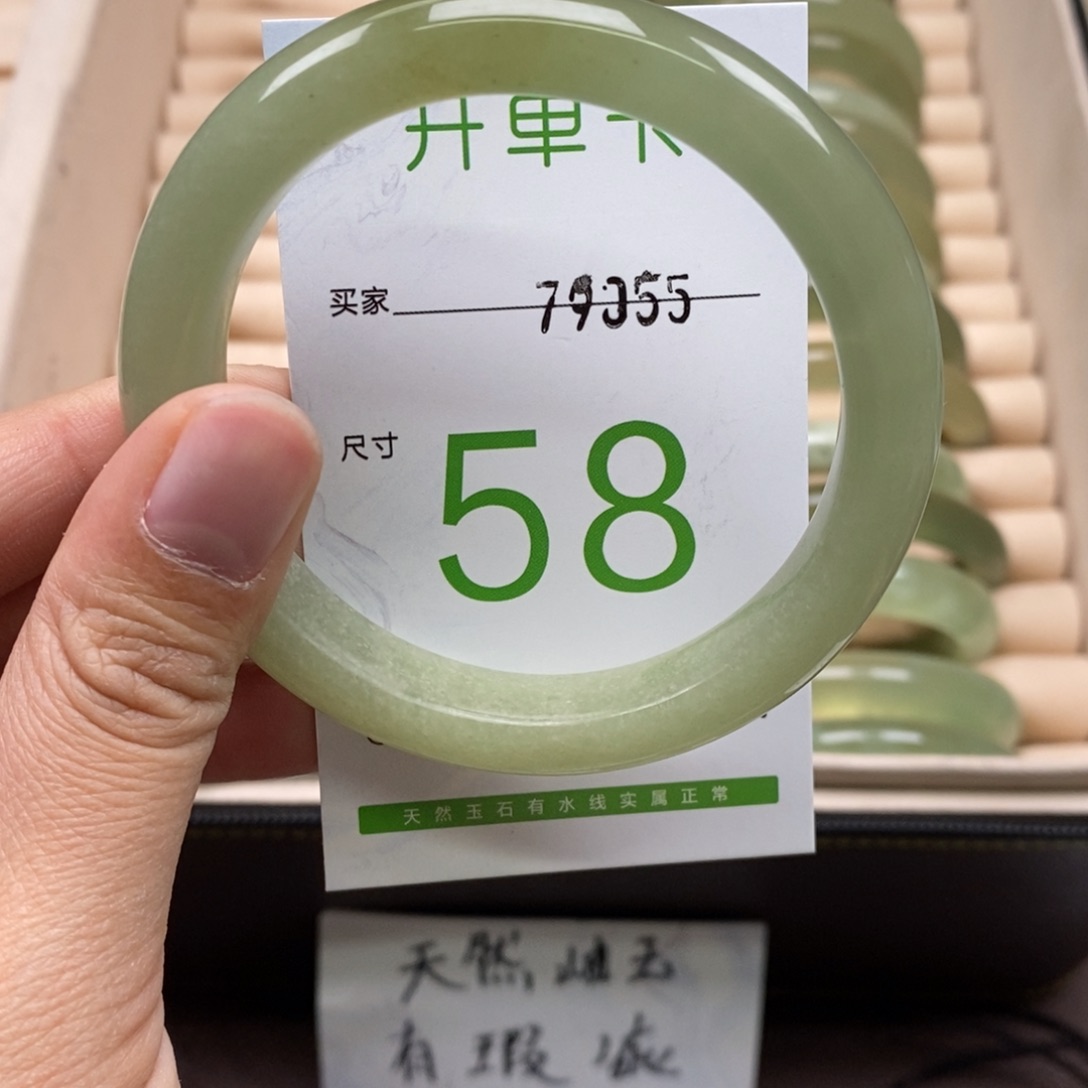 开单卡
买家 79355
尺寸 58
天然玉石有水线实属正常
天然岫玉
有瑕